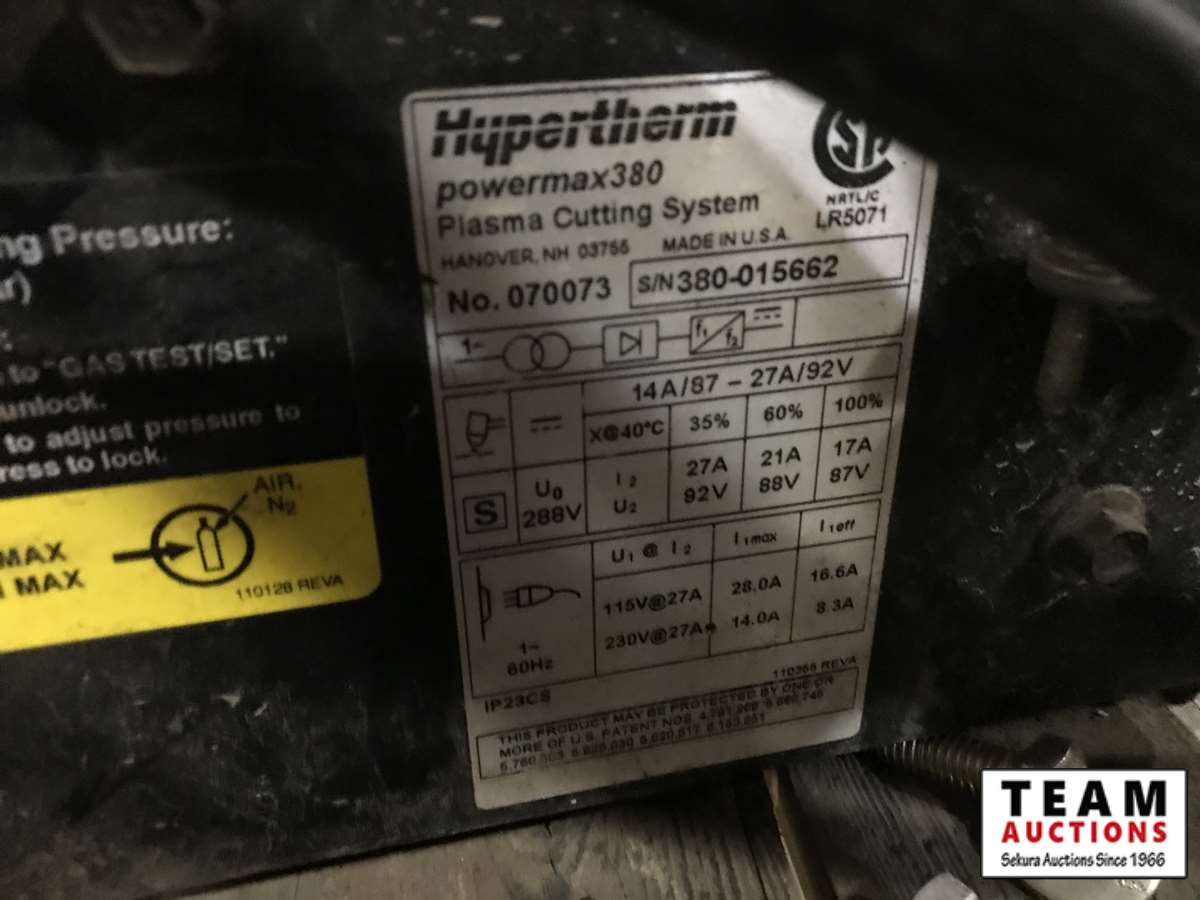 ng Pressure:
to "GAS TEST/SET."
unlock.
to adjust pressure to
ress to lock.
AIR,
N2
MAX
MAX
110128 REVA
Hypertherm
powermax380
Plasma Cutting System
HANOVER, NH 03755 MADE IN U.S.A.
NRTL/C
LR5071
No. 070073 S/N 380-015662
1~ f1 f2
14A/87 – 27A/92V
X@40°C 35% 60% 100%
S U0 288V
I2 27A 21A 17A
U2 92V 88V 87V
U1 @ I2 I1max I1eff
115V@27A 28.0A 16.6A
230V@27A 14.0A 8.3A
1~
60Hz
IP23CS
110366 REVA
THIS PRODUCT MAY BE PROTECTED BY ONE OR
MORE OF U.S. PATENT NOS.
TEAM
AUCTIONS
Sekura Auctions Since 1966